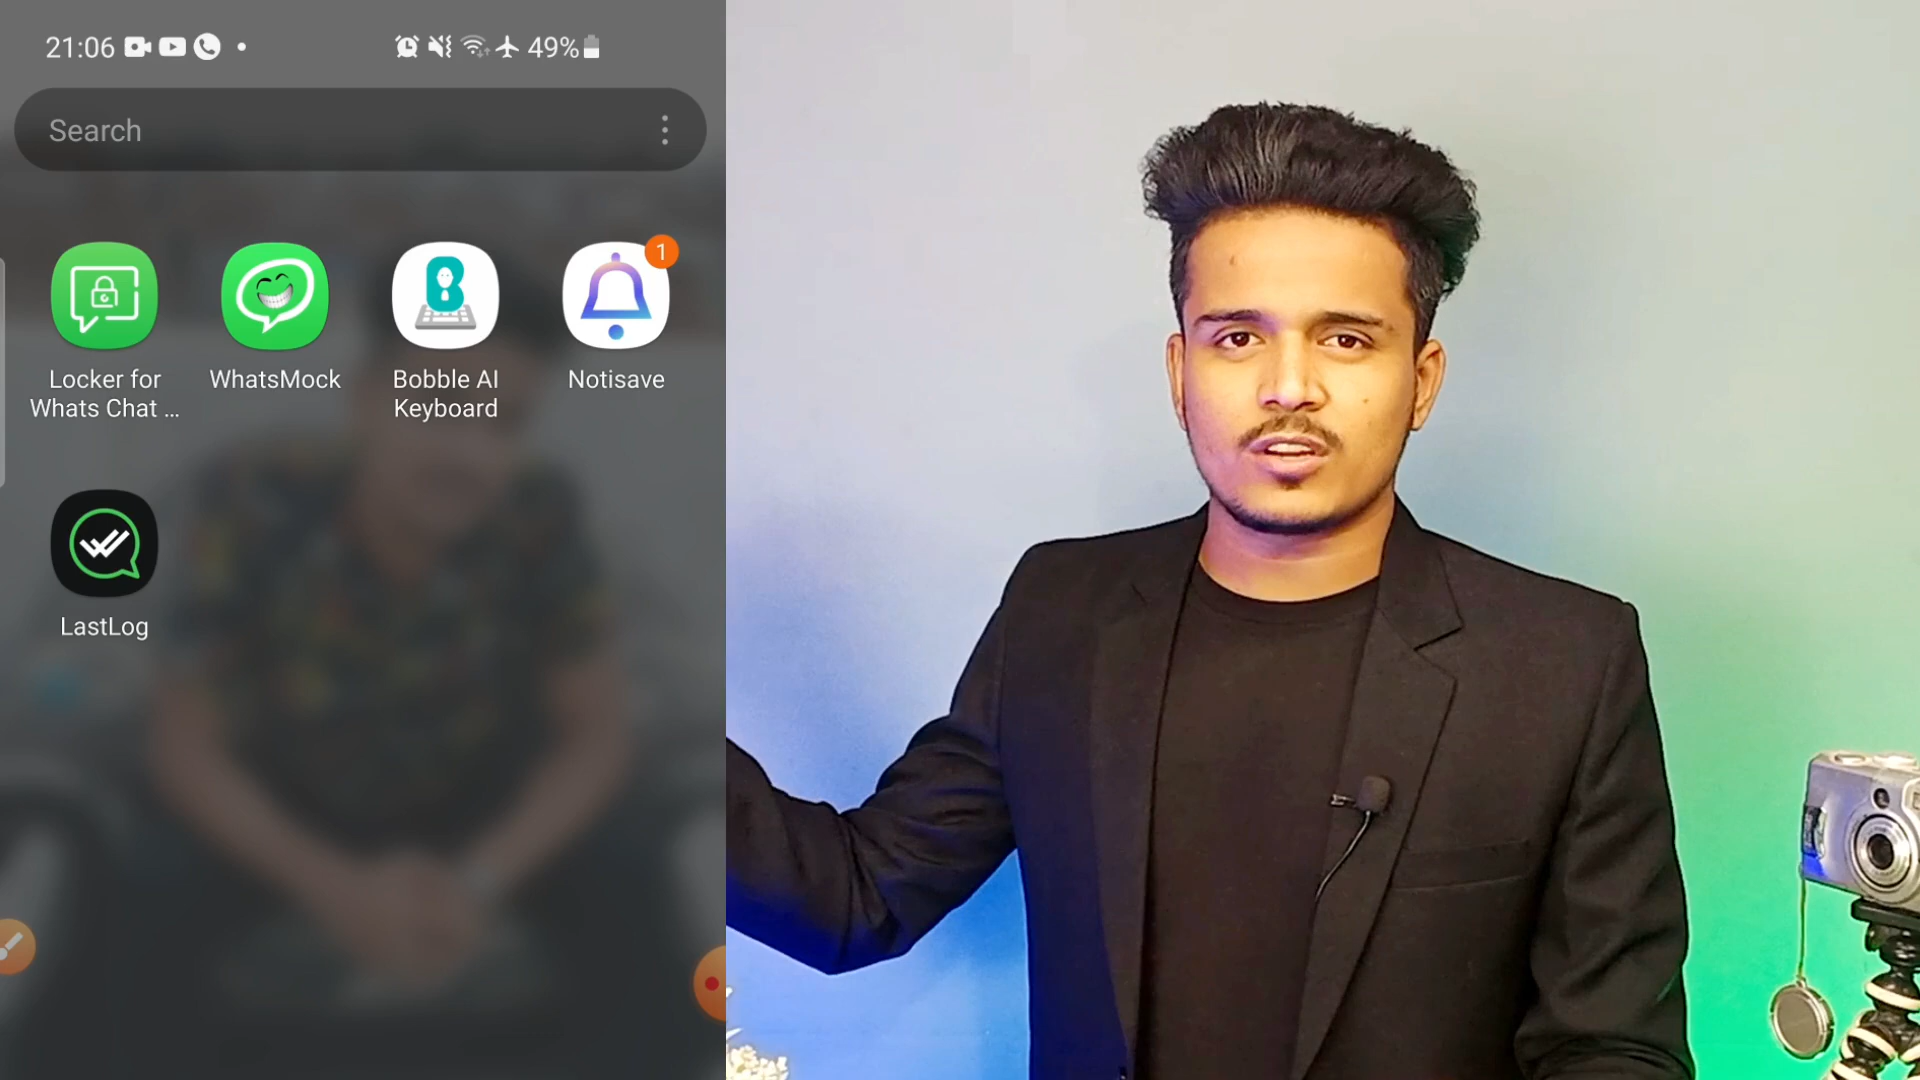 21:06
49%
Search
1
Locker for
Whats Chat ...
WhatsMock
Bobble AI
Keyboard
Notisave
LastLog